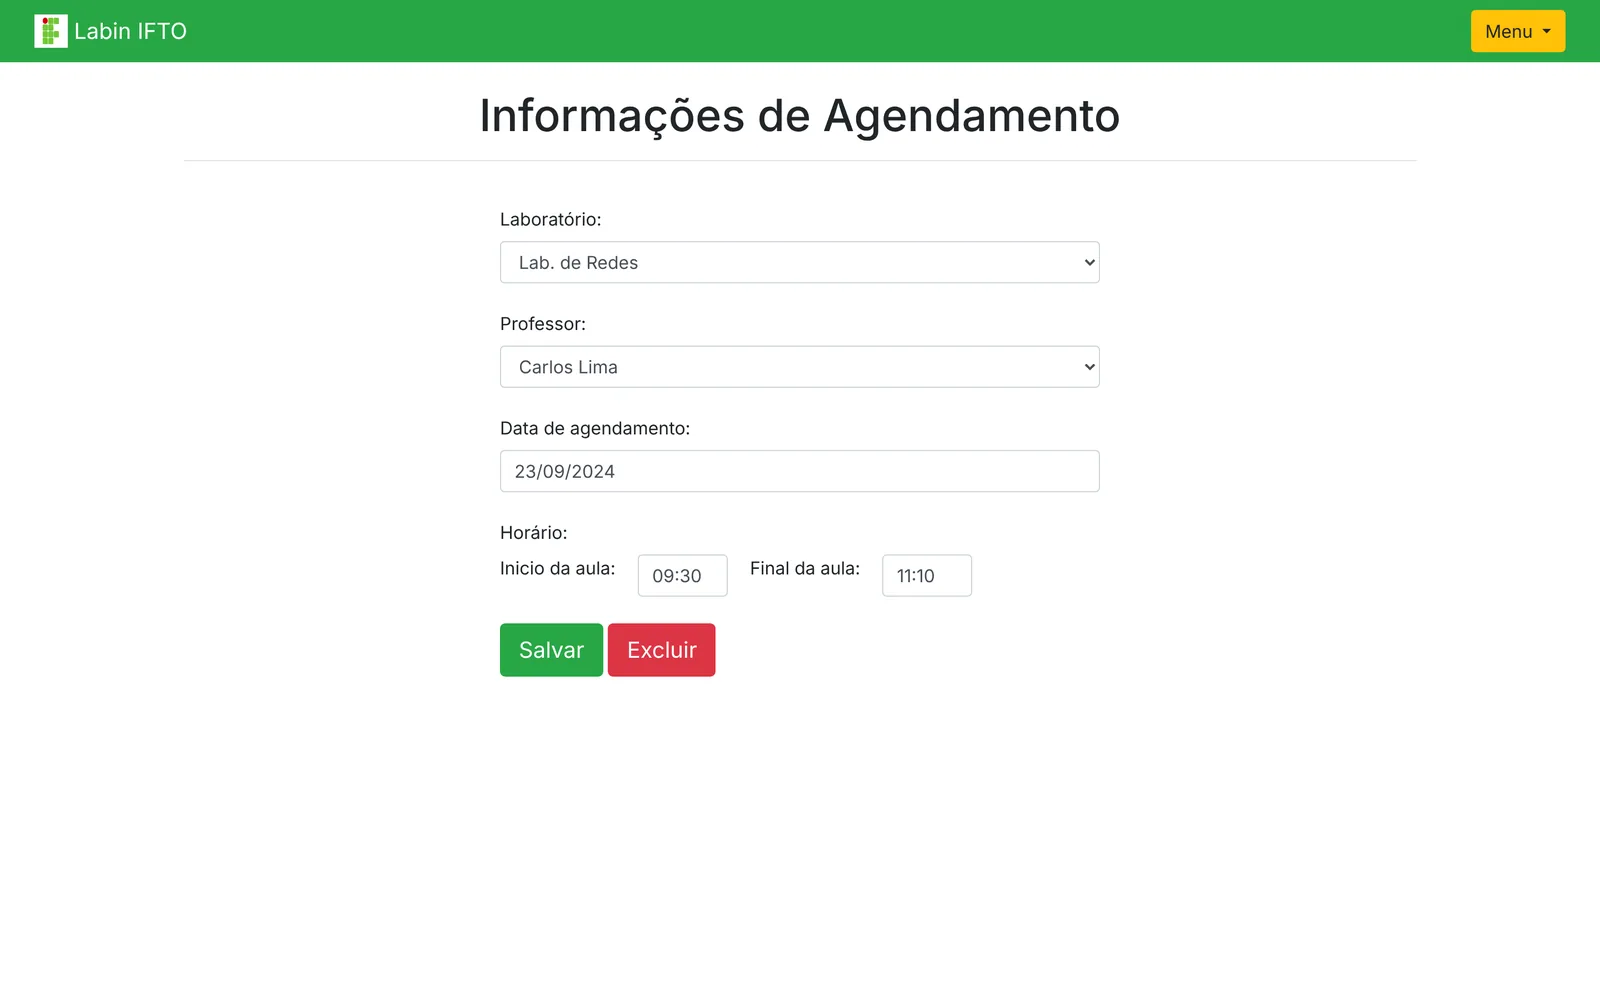 Labin IFTO
Menu
Informações de Agendamento
Laboratório:
Lab. de Redes
Professor:
Carlos Lima
Data de agendamento:
23/09/2024
Horário:
Inicio da aula: 09:30 Final da aula: 11:10
Salvar Excluir